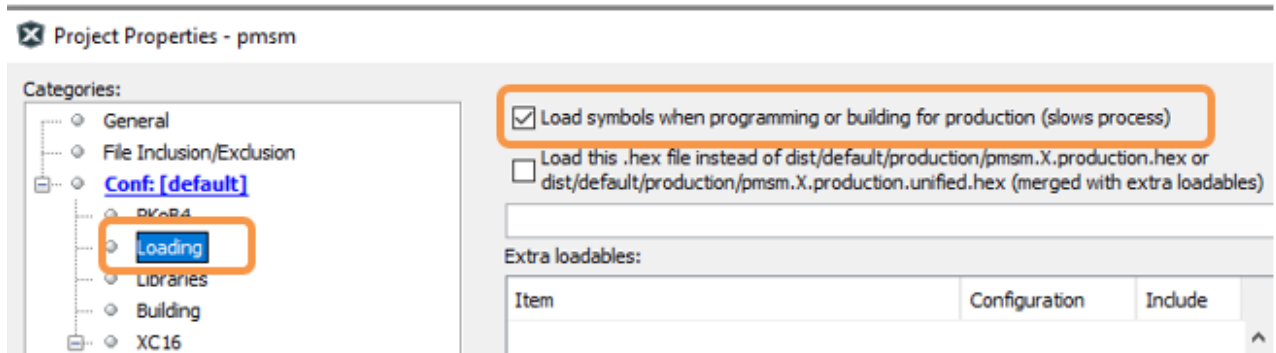 Project Properties - pmsm
Categories:
General
File Inclusion/Exclusion
Conf: [default]
PKoB4
Loading
Libraries
Building
XC16
Load symbols when programming or building for production (slows process)
Load this .hex file instead of dist/default/production/pmsm.X.production.hex or
dist/default/production/pmsm.X.production.unified.hex (merged with extra loadables)
Extra loadables:
Item Configuration Include